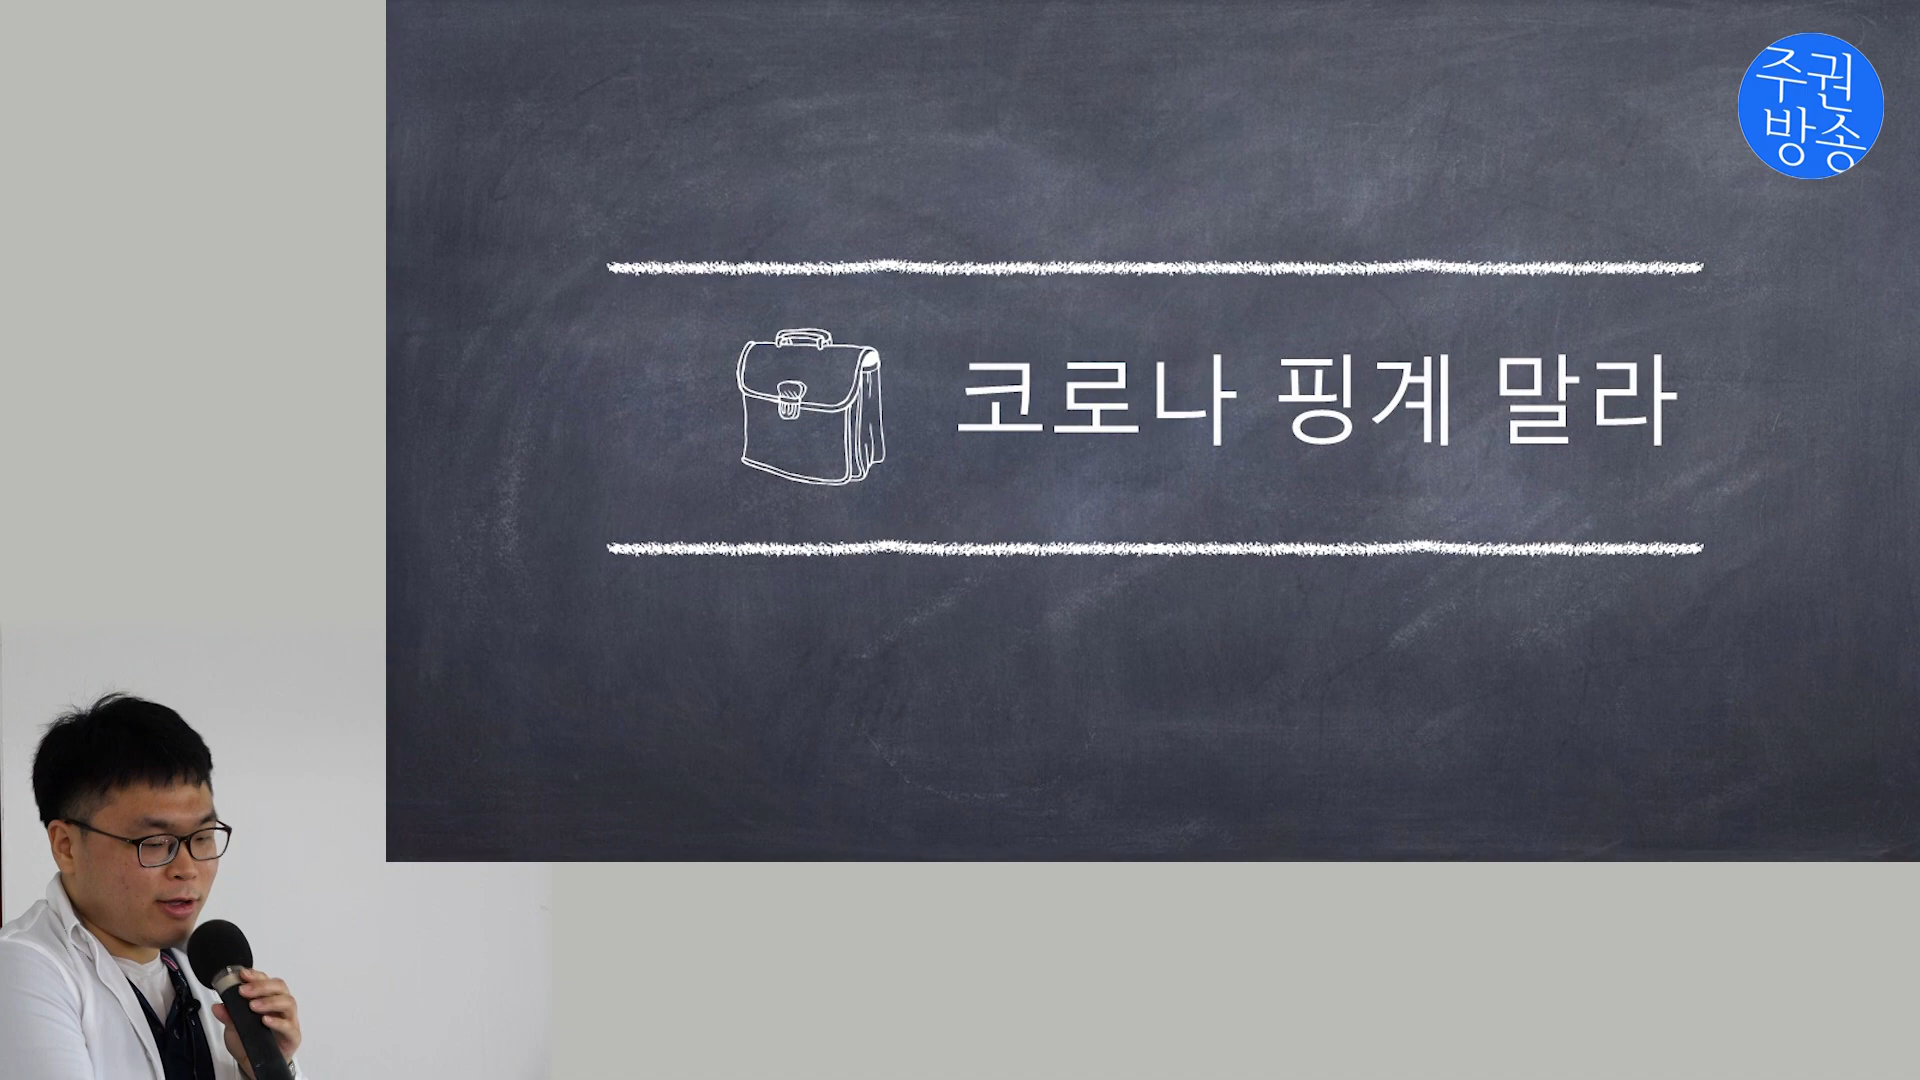 주권
방송
코로나 핑계 말라